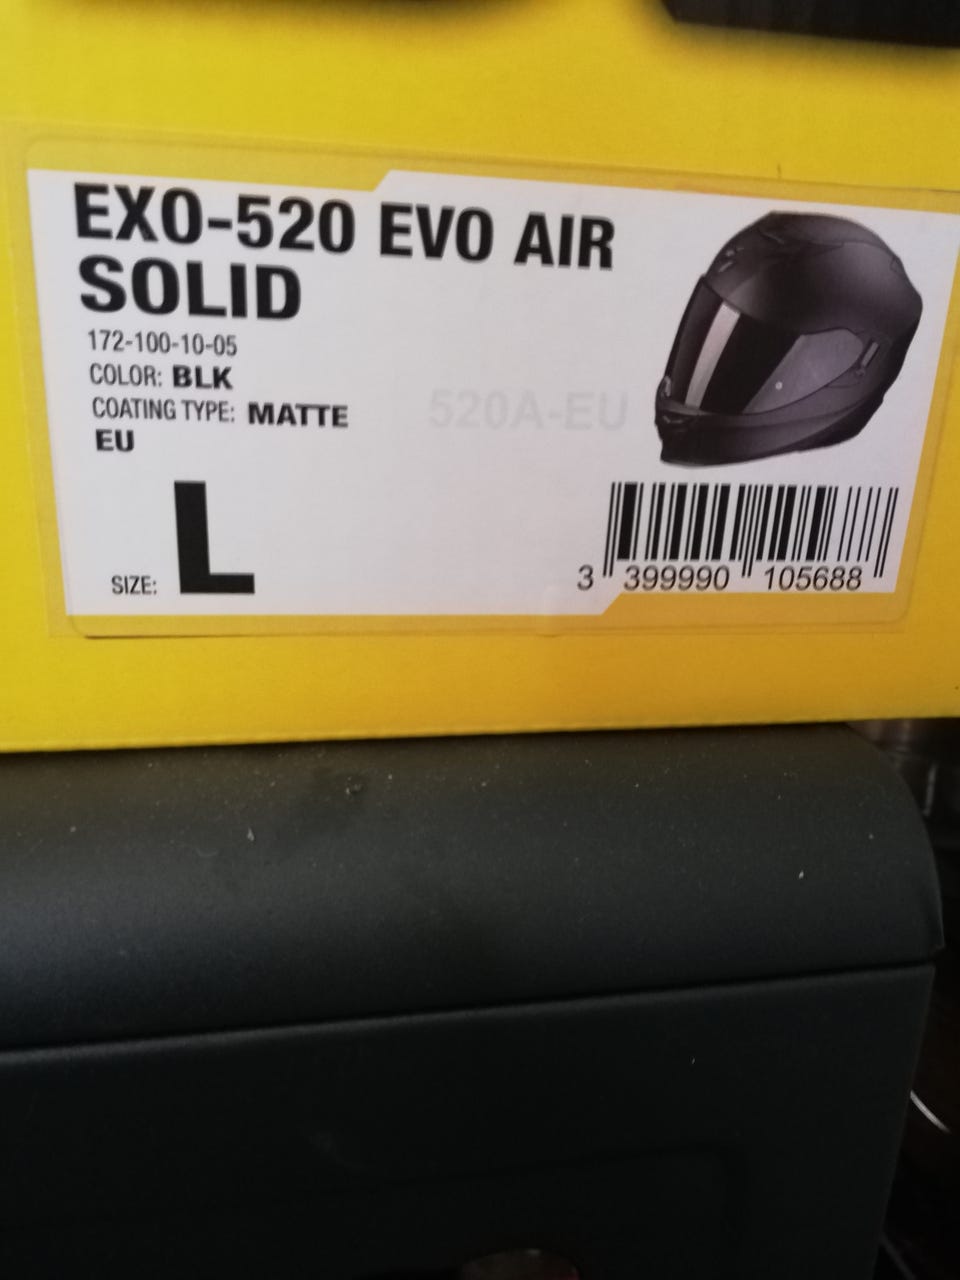 EXO-520 EVO AIR
SOLID
172-100-10-05
COLOR: BLK
COATING TYPE: MATTE
520A-EU
EU
SIZE: L
3 399990 105688